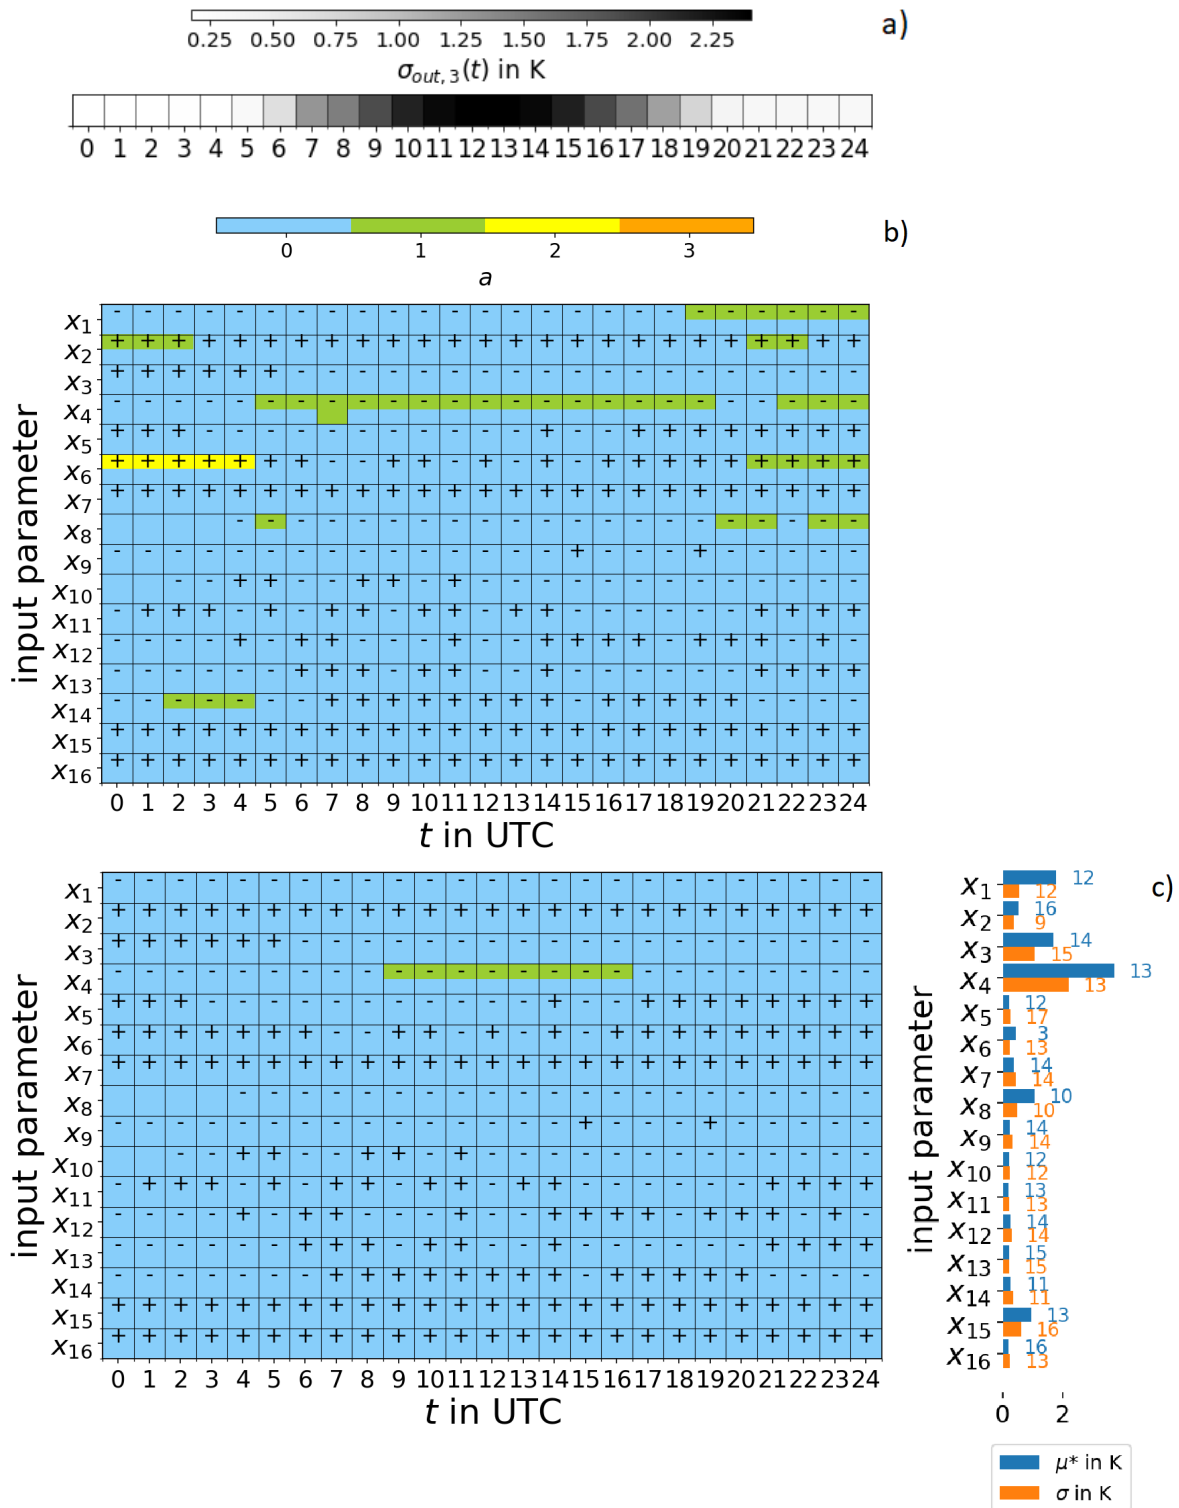 a)
0.25 0.50 0.75 1.00 1.25 1.50 1.75 2.00 2.25
σ_out,3(t) in K
0 1 2 3 4 5 6 7 8 9 10 11 12 13 14 15 16 17 18 19 20 21 22 23 24
b)
0 1 2 3
a
input parameter
x1 - - - - - - - - - - - - - - - - - - - - - - - - -
x2 + + + + + + + + + + + + + + + + + + + + + + + + +
x3 + + + + + + - - - - - - - - - - - - - - - - - - -
x4 - - - - - - - - - - - - - - - - - - - - - - - - -
x5 + + + - - - - - - - - - - - + - - + + + + + + + +
x6 + + + + + + + - - + + - + - + - + + + + + + + + +
x7 + + + + + + + + + + + + + + + + + + + + + + + + +
x8 - - - - - - - - - - - - - - - - - - - - -
x9 - - - - - - - - - - - - - - - + - - - + - - - - -
x10 - - + + - - + + - + - - - - - - - - - - - - -
x11 - + + + - + - + + - + + - + + - - - - - - + + + +
x12 - - - - + - + + - - - + - - + + + + - + + + - + -
x13 - - - - - - + + + - + + - - + - - - - - - + + + +
x14 - - - - - - - + + + + + + + + - + + + + + - - - -
x15 + + + + + + + + + + + + + + + + + + + + + + + + +
x16 + + + + + + + + + + + + + + + + + + + + + + + + +
0 1 2 3 4 5 6 7 8 9 10 11 12 13 14 15 16 17 18 19 20 21 22 23 24
t in UTC
input parameter
x1 - - - - - - - - - - - - - - - - - - - - - - - - -
x2 + + + + + + + + + + + + + + + + + + + + + + + + +
x3 + + + + + + - - - - - - - - - - - - - - - - - - -
x4 - - - - - - - - - - - - - - - - - - - - - - - - -
x5 + + + - - - - - - - - - - - + - - + + + + + + + +
x6 + + + + + + + - - + + - + - + - + + + + + + + + +
x7 + + + + + + + + + + + + + + + + + + + + + + + + +
x8 - - - - - - - - - - - - - - - - - - - - -
x9 - - - - - - - - - - - - - - - + - - - + - - - - -
x10 - - + + - - + + - + - - - - - - - - - - - - -
x11 - + + + - + - + + - + + - + + - - - - - - + + + +
x12 - - - - + - + + - - - + - - + + + + - + + + - + -
x13 - - - - - - + + + - + + - - + - - - - - - + + + +
x14 - - - - - - - + + + + + + + + - + + + + + - - - -
x15 + + + + + + + + + + + + + + + + + + + + + + + + +
x16 + + + + + + + + + + + + + + + + + + + + + + + + +
0 1 2 3 4 5 6 7 8 9 10 11 12 13 14 15 16 17 18 19 20 21 22 23 24
t in UTC
c)
input parameter
x1 12 12
x2 16 9
x3 14 15
x4 13 13
x5 12 17
x6 3 13
x7 14 14
x8 10 10
x9 14 14
x10 12 12
x11 13 13
x12 14 14
x13 15 15
x14 11 11
x15 13 16
x16 16 13
0 2
μ* in K
σ in K